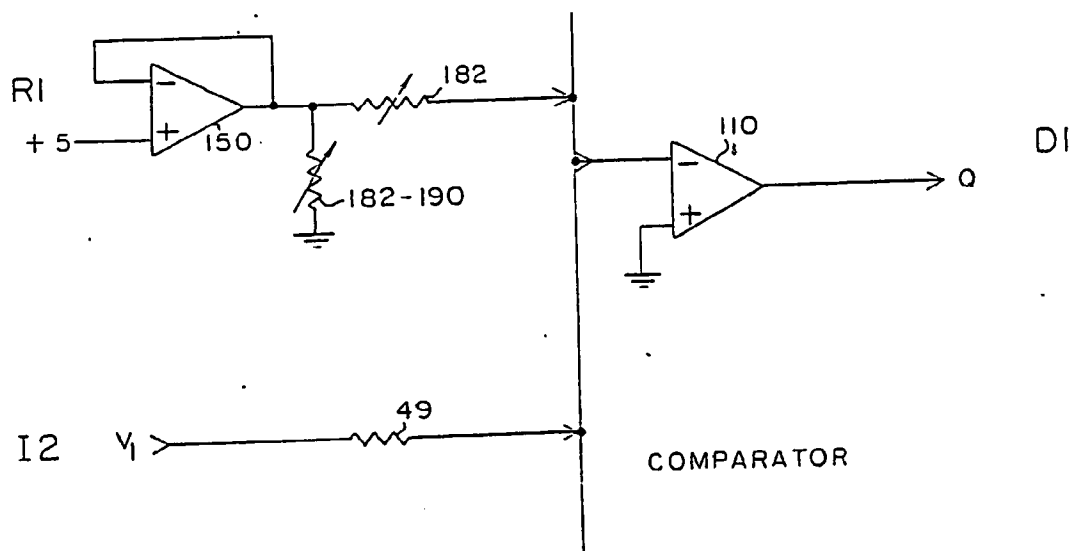 182
R1
−
+
+ 5
150
182-190
110
−
+
Q
D1
49
I2
V1
COMPARATOR